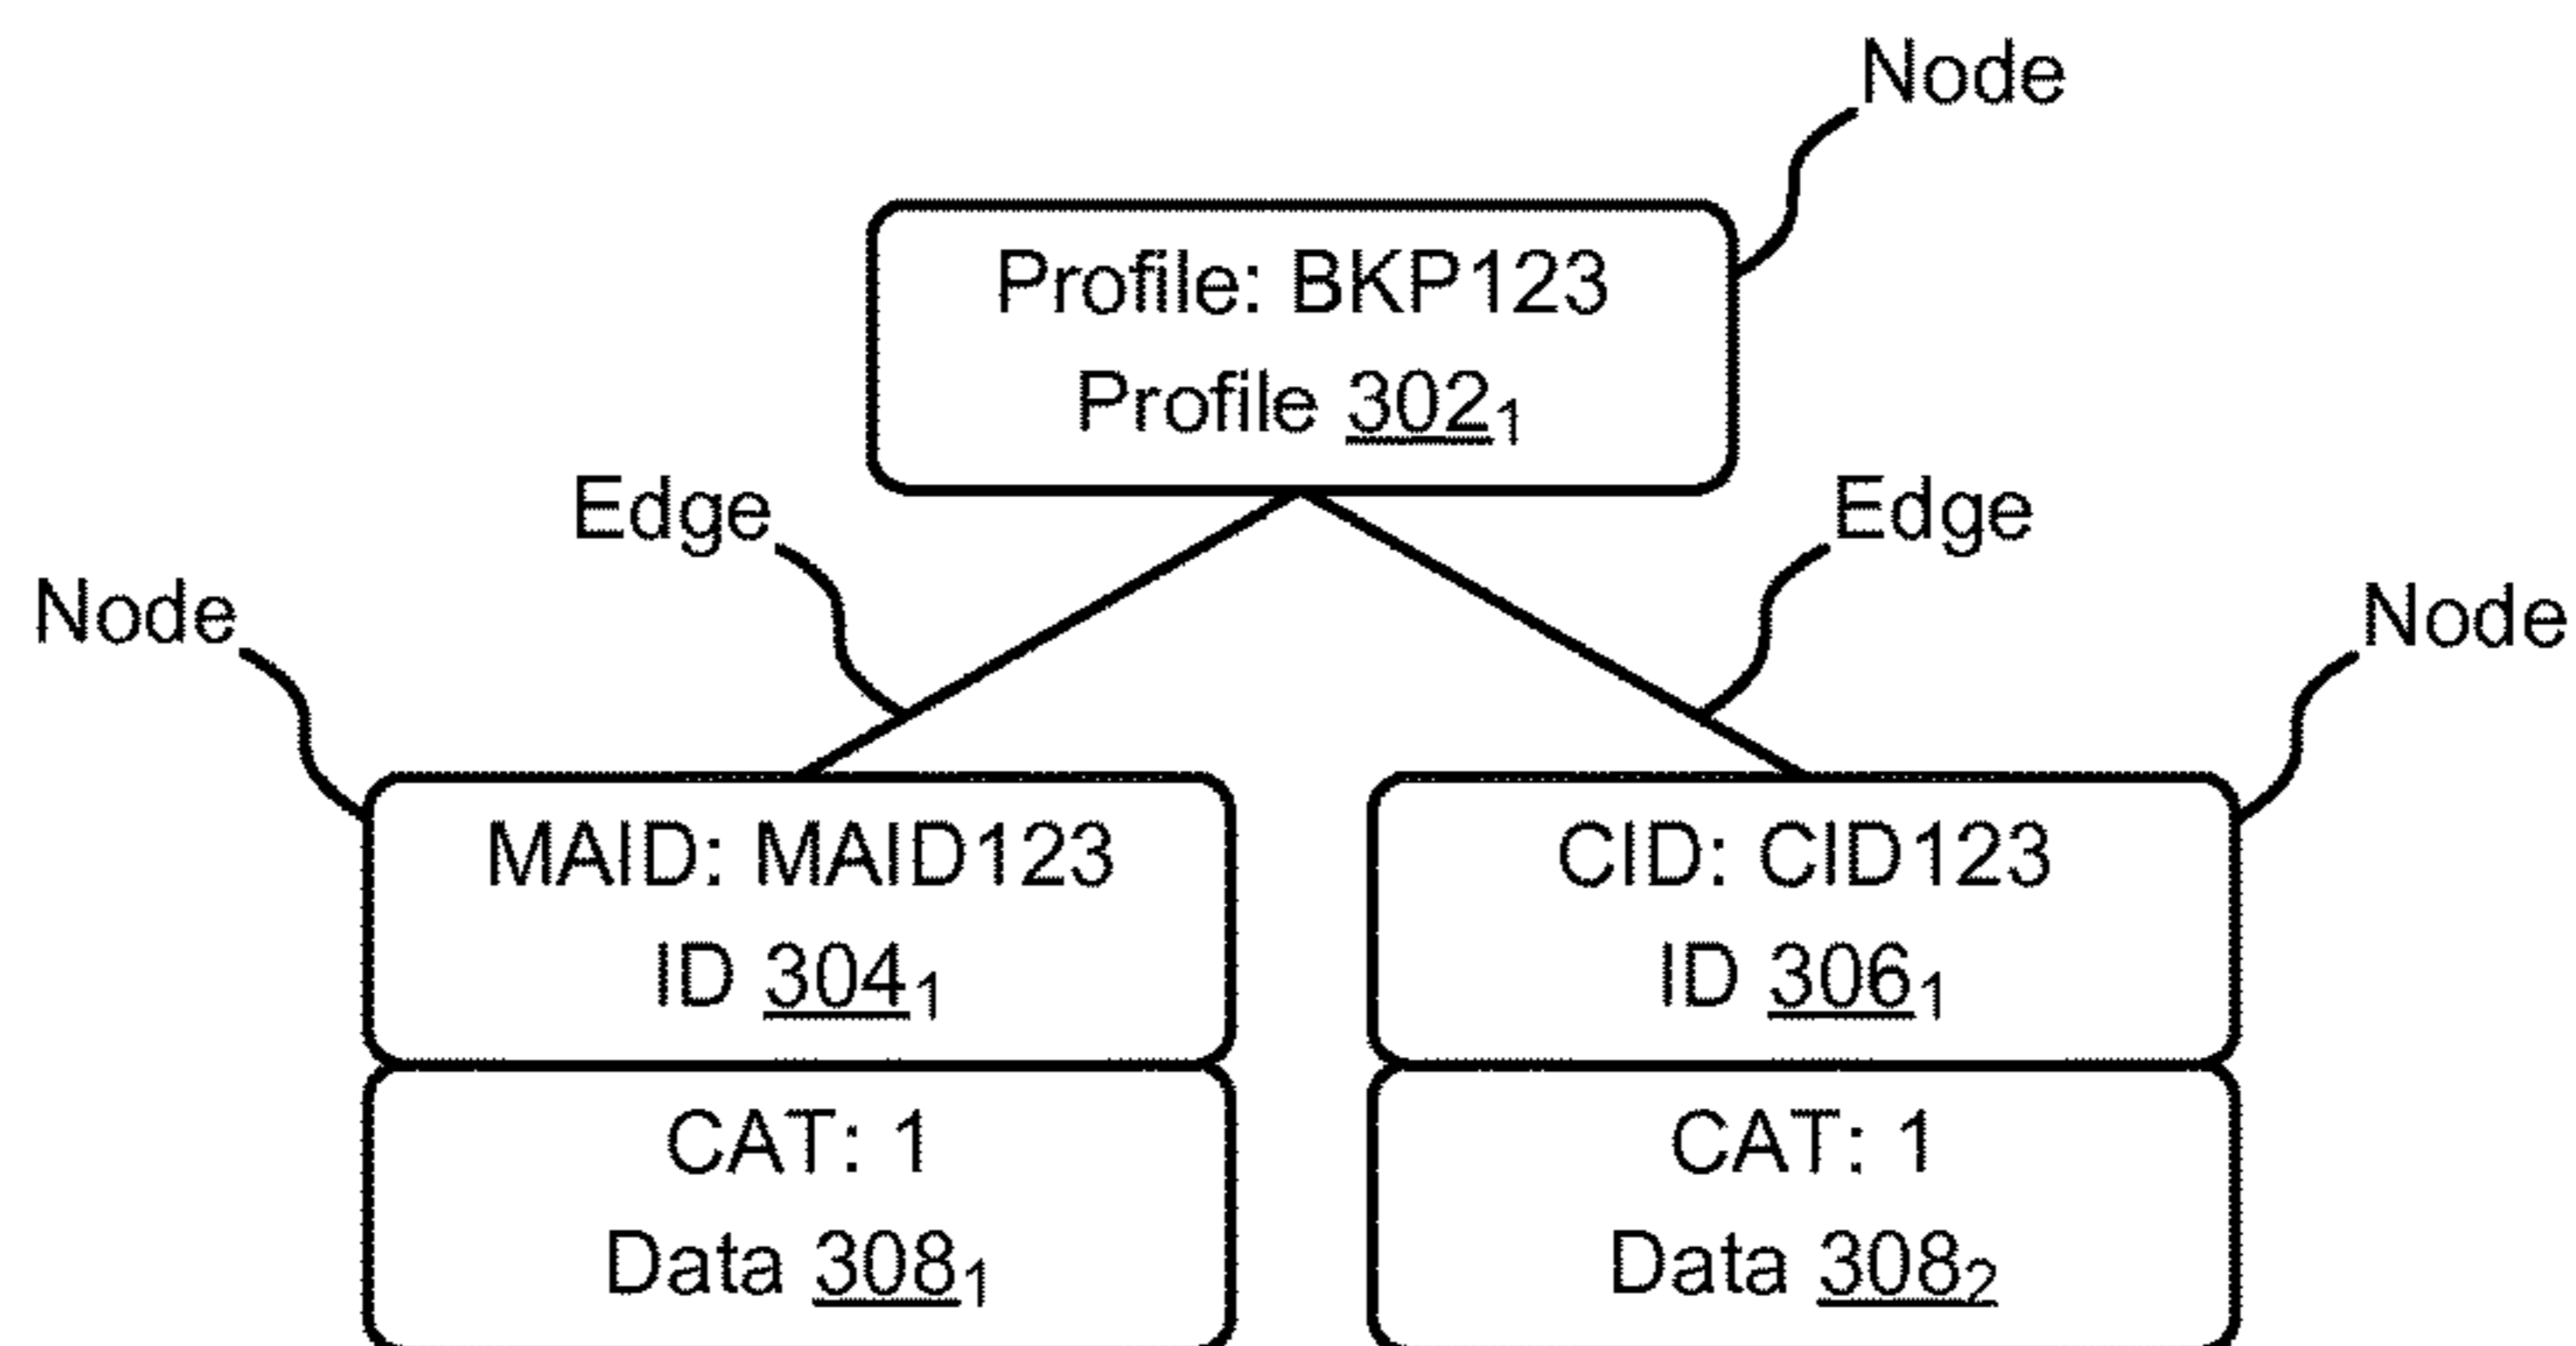 Node
Profile: BKP123
Profile 302₁
Edge
Edge
Node
Node
MAID: MAID123
ID 304₁
CID: CID123
ID 306₁
CAT: 1
Data 308₁
CAT: 1
Data 308₂